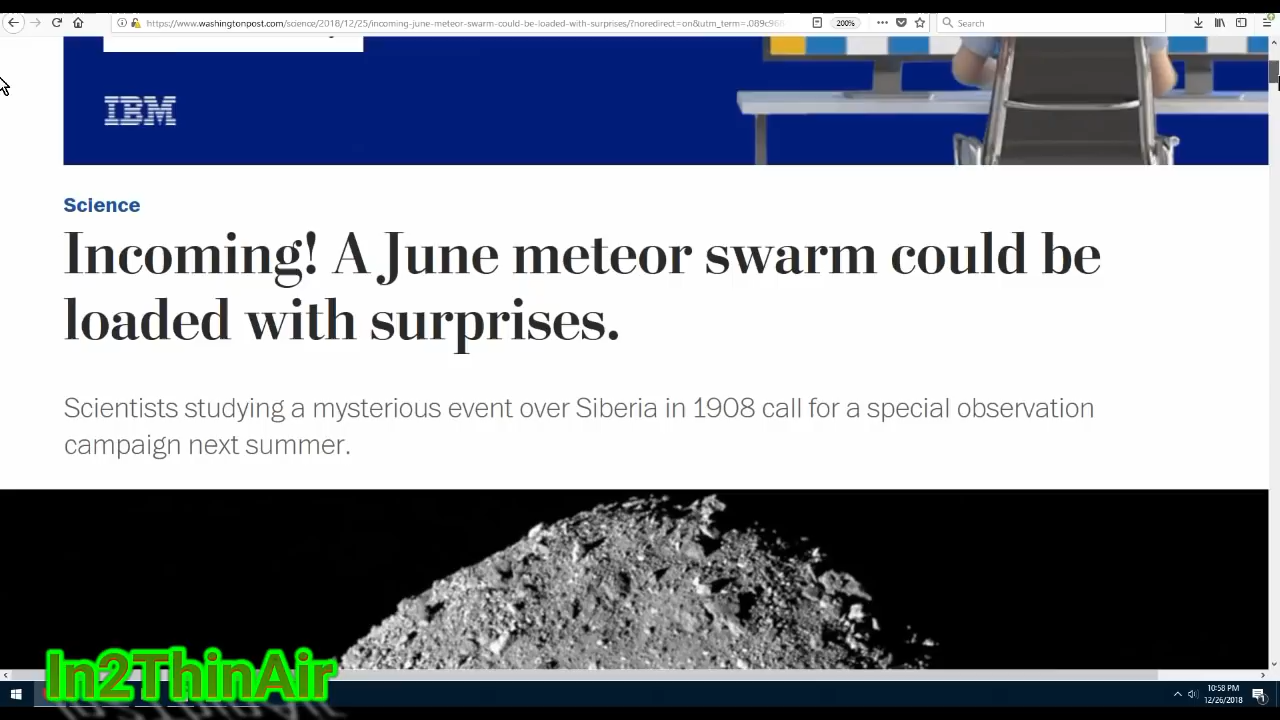 https://www.washingtonpost.com/science/2018/12/25/incoming-june-meteor-swarm-could-be-loaded-with-surprises/?noredirect=on&utm_term=.089c968
200%
Search
IBM
Science
Incoming! A June meteor swarm could be
loaded with surprises.
Scientists studying a mysterious event over Siberia in 1908 call for a special observation
campaign next summer.
In2ThinAir
10:58 PM
12/26/2018